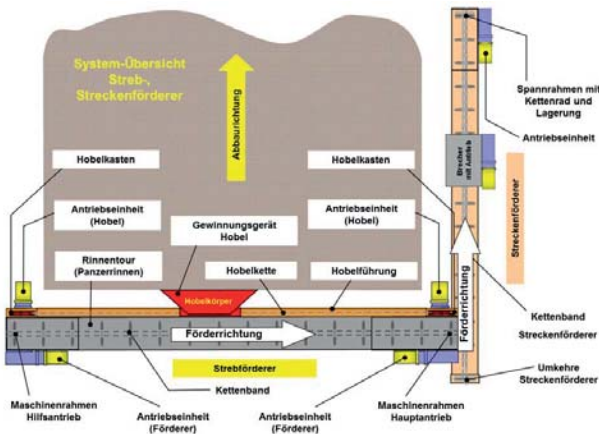 System-Übersicht
Streb-,
Streckenförderer
Abbaurichtung
Hobelkasten
Hobelkasten
Antriebseinheit
(Hobel)
Gewinnungsgerät
Hobel
Antriebseinheit
(Hobel)
Rinnentour
(Panzerrinnen)
Hobelkette
Hobelführung
Hobelkörper
Förderrichtung
Strebförderer
Kettenband
Maschinenrahmen
Hilfsantrieb
Antriebseinheit
(Förderer)
Antriebseinheit
(Förderer)
Maschinenrahmen
Hauptantrieb
Spannrahmen mit
Kettenrad und
Lagerung
Antriebseinheit
Brecher
mit Antrieb
Streckenförderer
Förderrichtung
Kettenband
Streckenförderer
Umkehre
Streckenförderer